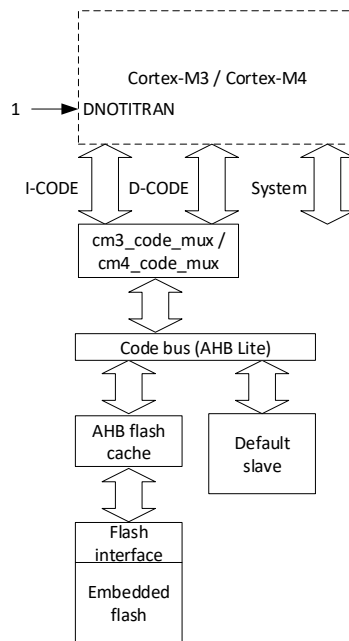 Cortex-M3 / Cortex-M4
1
DNOTITRAN
I-CODE
D-CODE
System
cm3_code_mux /
cm4_code_mux
Code bus (AHB Lite)
AHB flash
cache
Default
slave
Flash
interface
Embedded
flash